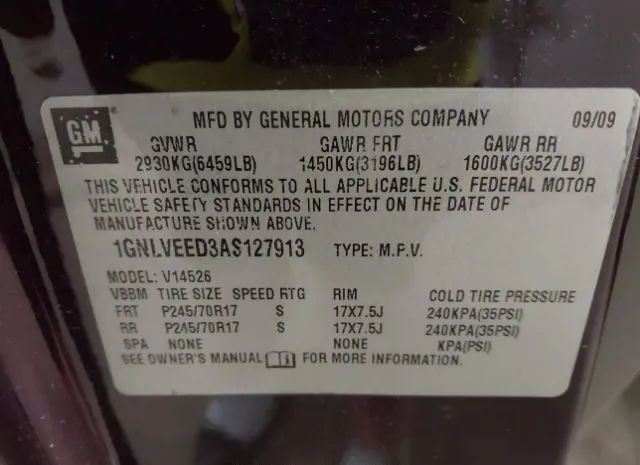 GM
MFD BY GENERAL MOTORS COMPANY 09/09
GVWR GAWR FRT GAWR RR
2930KG(6459LB) 1450KG(3196LB) 1600KG(3527LB)
THIS VEHICLE CONFORMS TO ALL APPLICABLE U.S. FEDERAL MOTOR
VEHICLE SAFETY STANDARDS IN EFFECT ON THE DATE OF
MANUFACTURE SHOWN ABOVE.
1GNLVEED3AS127913 TYPE: M.P.V.
MODEL: V14526
VBBM TIRE SIZE SPEED RTG RIM COLD TIRE PRESSURE
FRT P245/70R17 S 17X7.5J 240KPA(35PSI)
RR P245/70R17 S 17X7.5J 240KPA(35PSI)
SPA NONE NONE KPA(PSI)
SEE OWNER'S MANUAL FOR MORE INFORMATION.